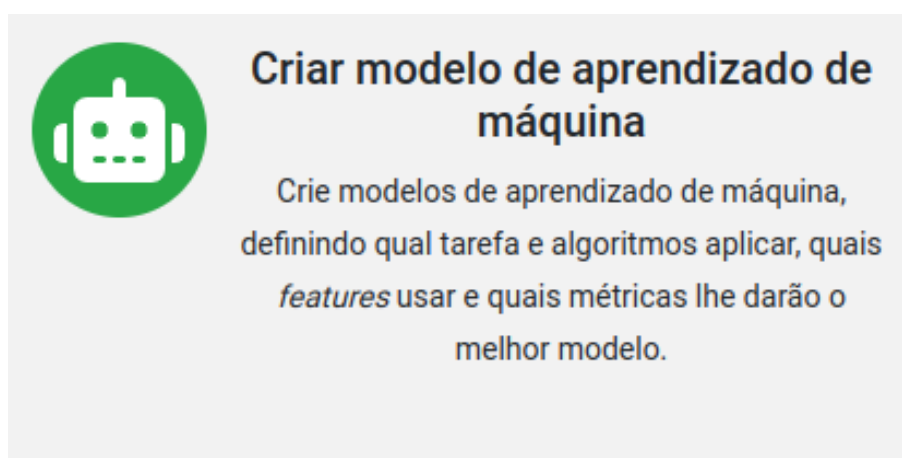 Criar modelo de aprendizado de
máquina
Crie modelos de aprendizado de máquina,
definindo qual tarefa e algoritmos aplicar, quais
features usar e quais métricas lhe darão o
melhor modelo.